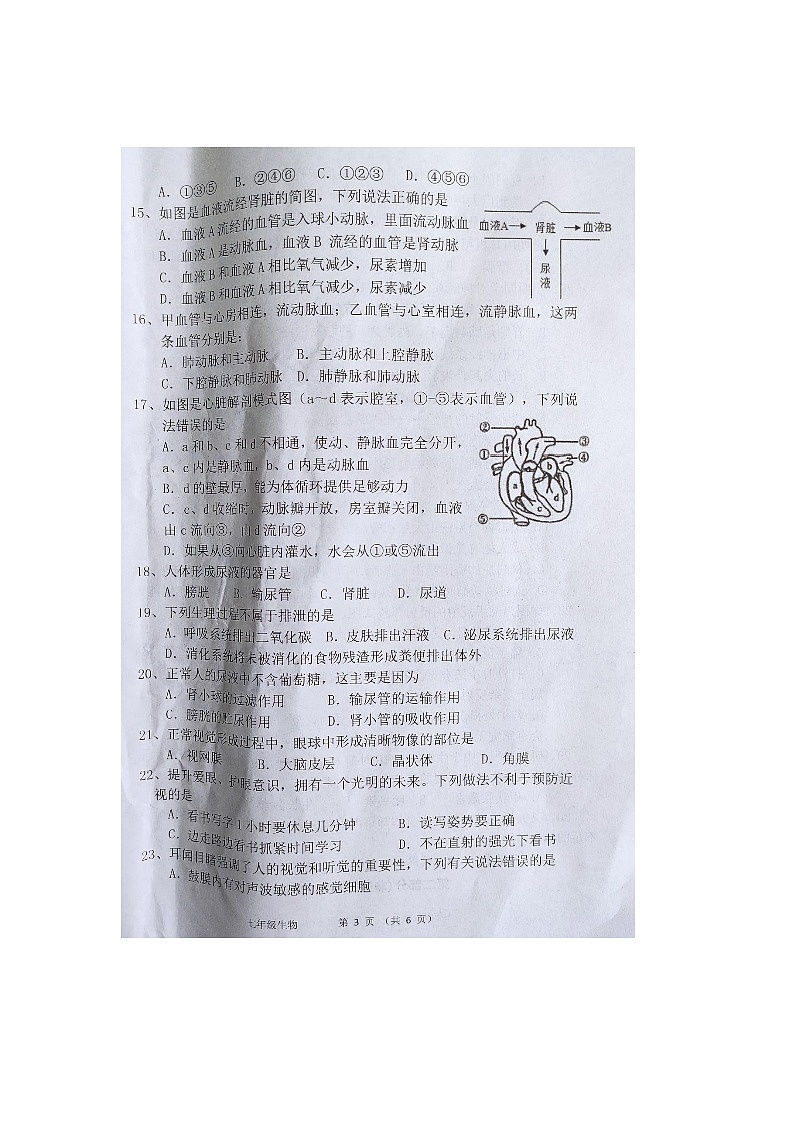 A. ①③⑤ B. ②④⑥ C. ①②③ D. ④⑤⑥
15、如图是血液流经肾脏的简图，下列说法正确的是
A. 血液 A 流经的血管是入球小动脉，里面流动脉血
B. 血液 A 是动脉血，血液 B 流经的血管是肾动脉
C. 血液 B 和血液 A 相比氧气减少，尿素增加
D. 血液 B 和血液 A 相比氧气减少，尿素减少
血液A 肾脏 血液B
尿液
16、甲血管与心房相连，流动脉血；乙血管与心室相连，流静脉血，这两
条血管分别是:
A. 肺动脉和主动脉 B. 主动脉和上腔静脉
C. 下腔静脉和肺动脉 D. 肺静脉和肺动脉
17、如图是心脏解剖模式图（a～d 表示腔室，①-⑤表示血管），下列说
法错误的是
A. a 和 b、c 和 d 不相通，使动、静脉血完全分开，
a、c 内是静脉血，b、d 内是动脉血
B. d 的壁最厚，能为体循环提供足够动力
C. c、d 收缩时，动脉瓣开放，房室瓣关闭，血液
由 c 流向③，由 d 流向②
D. 如果从③向心脏内灌水，水会从①或⑤流出
② ① ③ ④ ⑤
a b c d
18、人体形成尿液的器官是
A. 膀胱 B. 输尿管 C. 肾脏 D. 尿道
19、下列生理过程不属于排泄的是
A. 呼吸系统排出二氧化碳 B. 皮肤排出汗液 C. 泌尿系统排出尿液
D. 消化系统将未被消化的食物残渣形成粪便排出体外
20、正常人的尿液中不含葡萄糖，这主要是因为
A. 肾小球的过滤作用 B. 输尿管的运输作用
C. 膀胱的贮尿作用 D. 肾小管的吸收作用
21、正常视觉形成过程中，眼球中形成清晰物像的部位是
A. 视网膜 B. 大脑皮层 C. 晶状体 D. 角膜
22、提升爱眼、护眼意识，拥有一个光明的未来。下列做法不利于预防近
视的是
A. 看书写字 1 小时要休息几分钟 B. 读写姿势要正确
C. 边走路边看书抓紧时间学习 D. 不在直射的强光下看书
23、耳闻目睹强调了人的视觉和听觉的重要性，下列有关说法错误的是
A. 鼓膜内有对声波敏感的感觉细胞
七年级生物 第 3 页 （共 6 页）